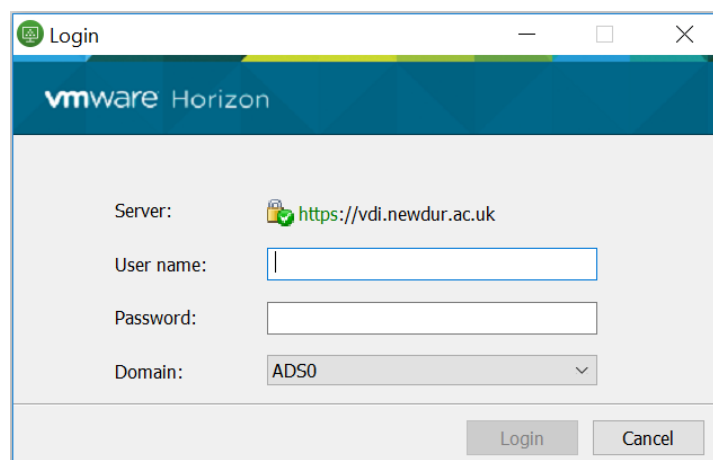 Login
vmware Horizon
Server: https://vdi.newdur.ac.uk
User name:
Password:
Domain: ADS0
Login Cancel